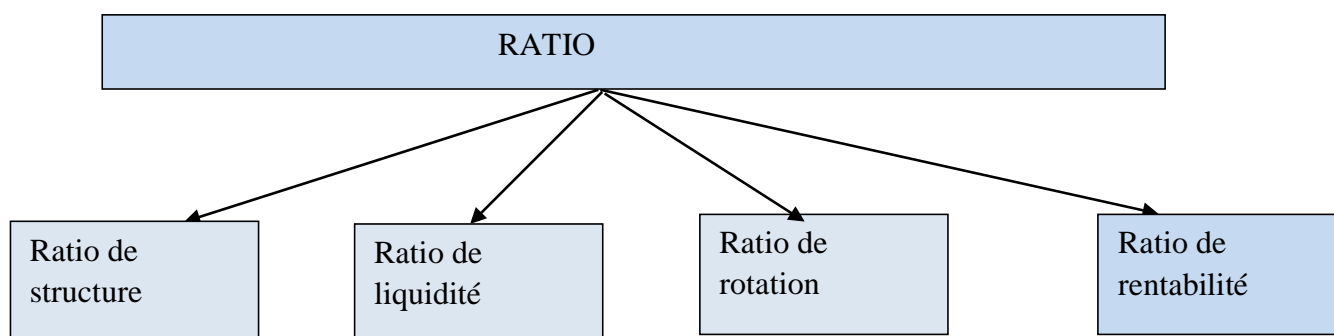 RATIO
Ratio de
structure
Ratio de
liquidité
Ratio de
rotation
Ratio de
rentabilité